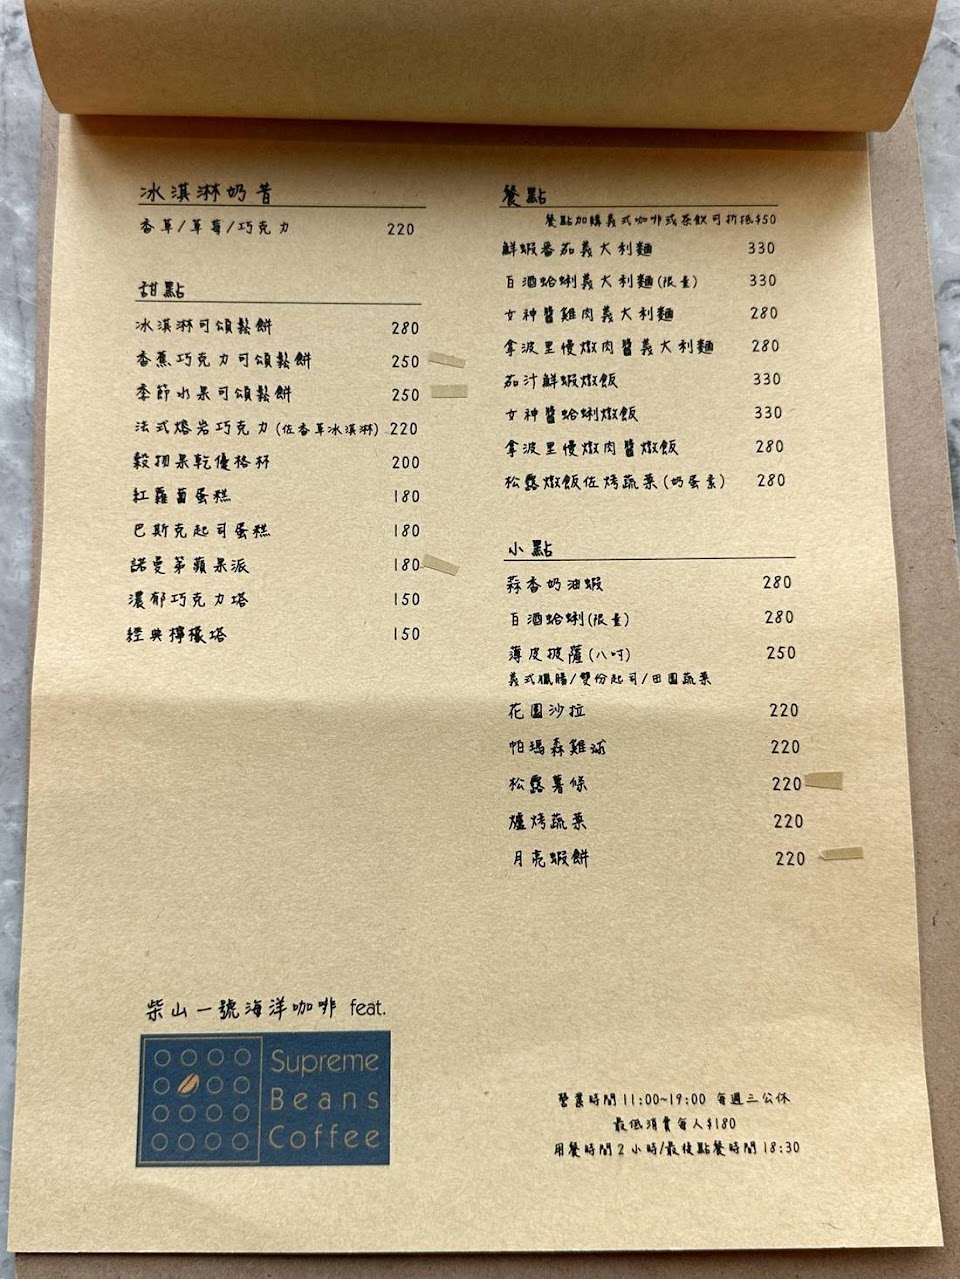 冰淇淋奶昔
香草/草莓/巧克力 220
甜點
冰淇淋可頌鬆餅 280
香蕉巧克力可頌鬆餅 250
季節水果可頌鬆餅 250
法式熔岩巧克力(佐香草冰淇淋) 220
穀物果乾優格杯 200
紅蘿蔔蛋糕 180
巴斯克起司蛋糕 180
諾曼第蘋果派 180
濃郁巧克力塔 150
經典檸檬塔 150
餐點
餐點加購義式咖啡或茶飲可折抵$50
鮮蝦番茄義大利麵 330
白酒蛤蜊義大利麵(限量) 330
女神醬雞肉義大利麵 280
拿波里慢燉肉醬義大利麵 280
茄汁鮮蝦燉飯 330
女神醬蛤蜊燉飯 330
拿波里慢燉肉醬燉飯 280
松露燉飯佐烤蔬菜(奶蛋素) 280
小點
蒜香奶油蝦 280
白酒蛤蜊(限量) 280
薄皮披薩(八吋) 250
義式臘腸/雙份起司/田園蔬菜
花園沙拉 220
帕瑪森雞球 220
松露薯條 220
爐烤蔬菜 220
月亮蝦餅 220
柴山一號海洋咖啡 feat.
Supreme
Beans
Coffee
營業時間 11:00~19:00 每週三公休
最低消費每人$180
用餐時間 2 小時/最後點餐時間 18:30